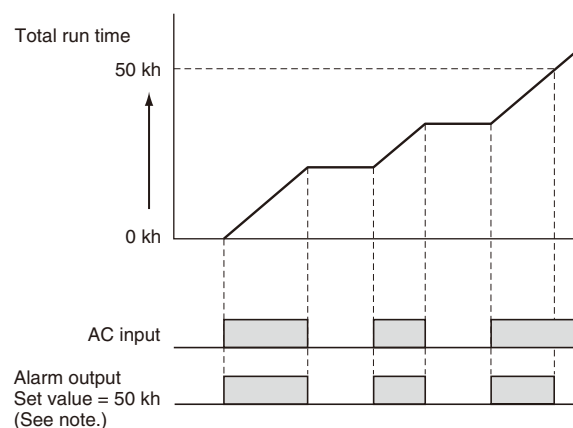 Total run time
50 kh
0 kh
AC input
Alarm output
Set value = 50 kh
(See note.)